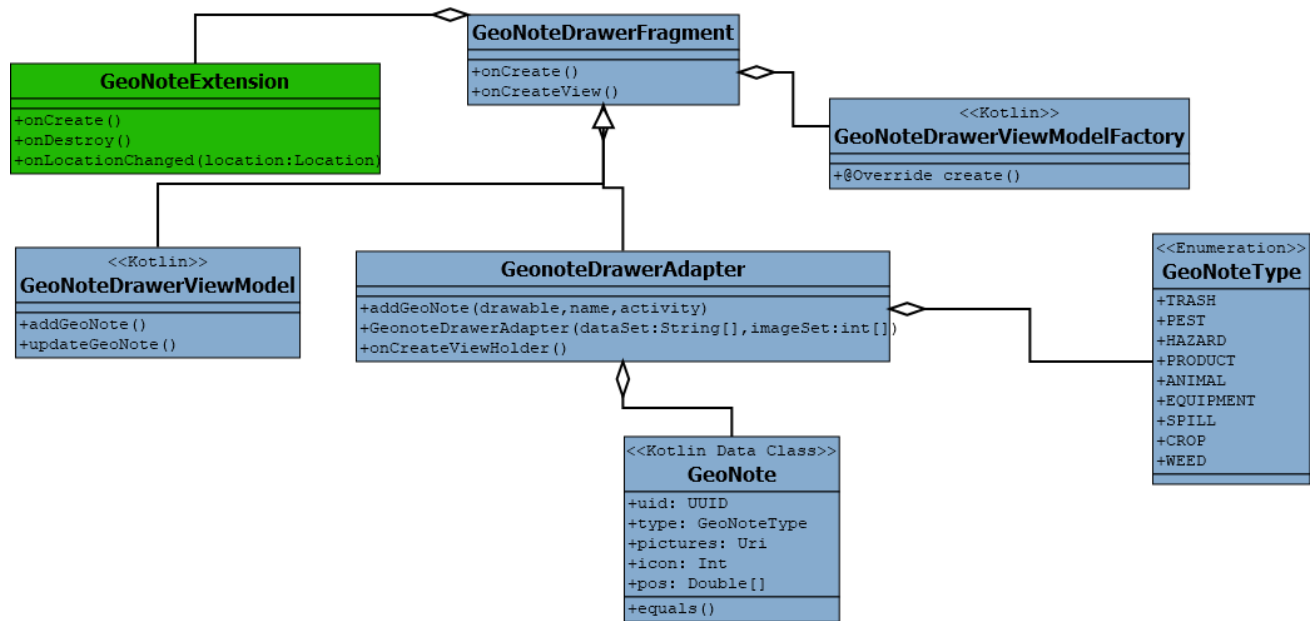 GeoNoteDrawerFragment
+onCreate()
+onCreateView()
GeoNoteExtension
+onCreate()
+onDestroy()
+onLocationChanged(location:Location)
<<Kotlin>>
GeoNoteDrawerViewModelFactory
+@Override create()
<<Kotlin>>
GeoNoteDrawerViewModel
+addGeoNote()
+updateGeoNote()
GeonoteDrawerAdapter
+addGeoNote(drawable,name,activity)
+GeonoteDrawerAdapter(dataSet:String[],imageSet:int[])
+onCreateViewHolder()
<<Enumeration>>
GeoNoteType
+TRASH
+PEST
+HAZARD
+PRODUCT
+ANIMAL
+EQUIPMENT
+SPILL
+CROP
+WEED
<<Kotlin Data Class>>
GeoNote
+uid: UUID
+type: GeoNoteType
+pictures: Uri
+icon: Int
+pos: Double[]
+equals()